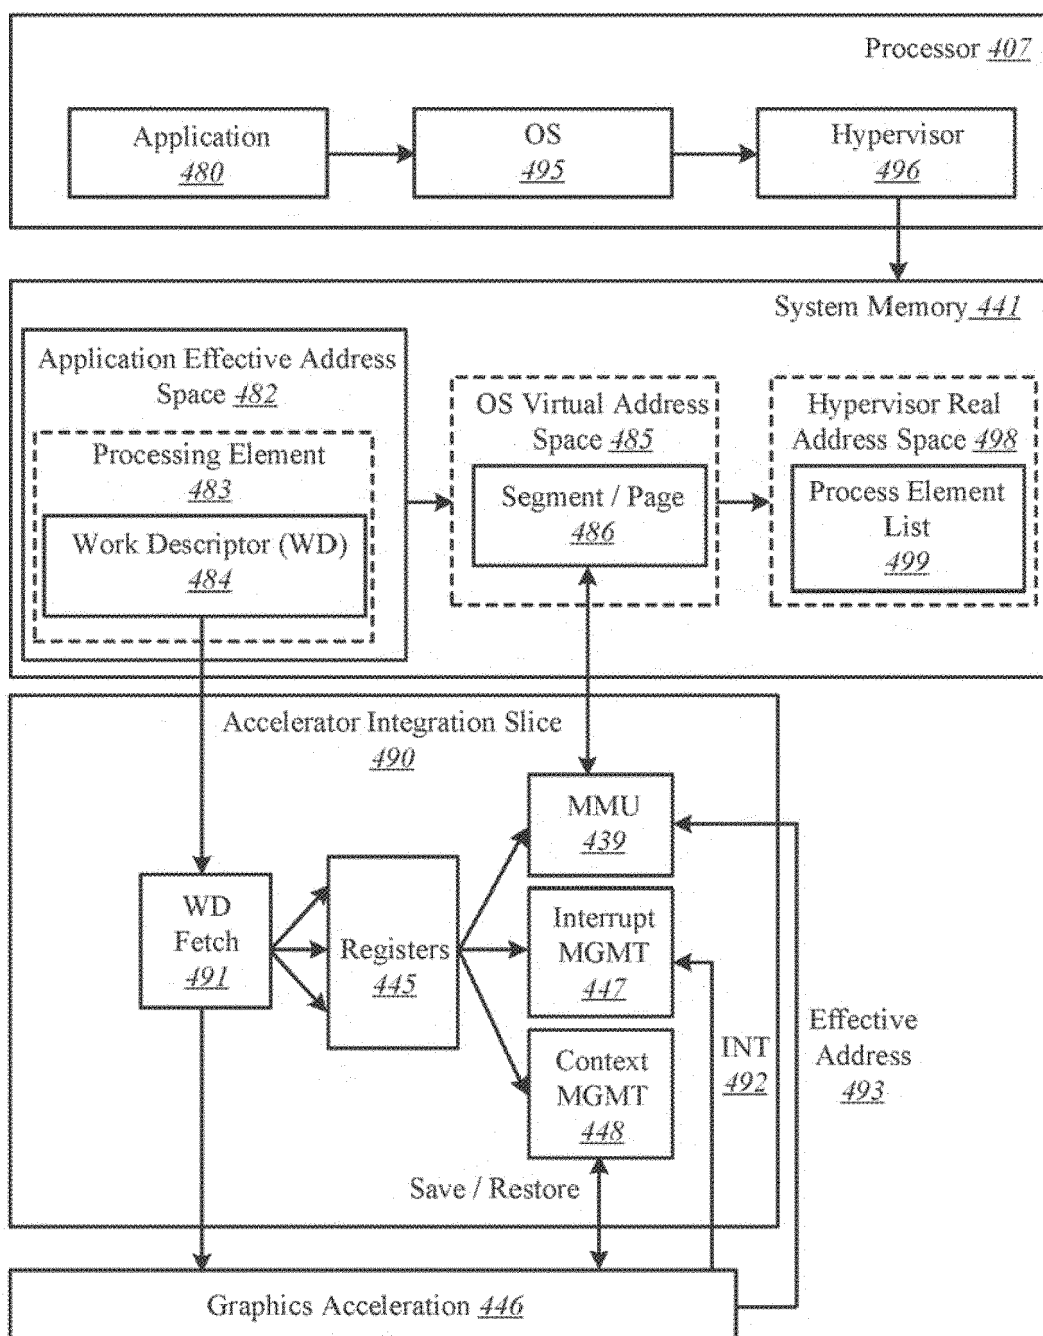 Processor 407
Application
480
OS
495
Hypervisor
496
System Memory 441
Application Effective Address
Space 482
Processing Element
483
Work Descriptor (WD)
484
OS Virtual Address
Space 485
Segment / Page
486
Hypervisor Real
Address Space 498
Process Element
List
499
Accelerator Integration Slice
490
WD
Fetch
491
Registers
445
MMU
439
Interrupt
MGMT
447
Context
MGMT
448
Save / Restore
INT
492
Effective
Address
493
Graphics Acceleration 446